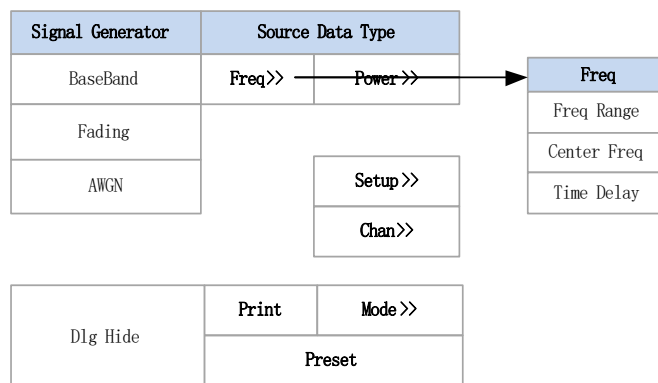 Signal Generator Source Data Type
BaseBand Freq>> Power>> Freq
Freq Range
Fading
Center Freq
AWGN Setup>> Time Delay
Chan>>
Print Mode>>
Dlg Hide
Preset